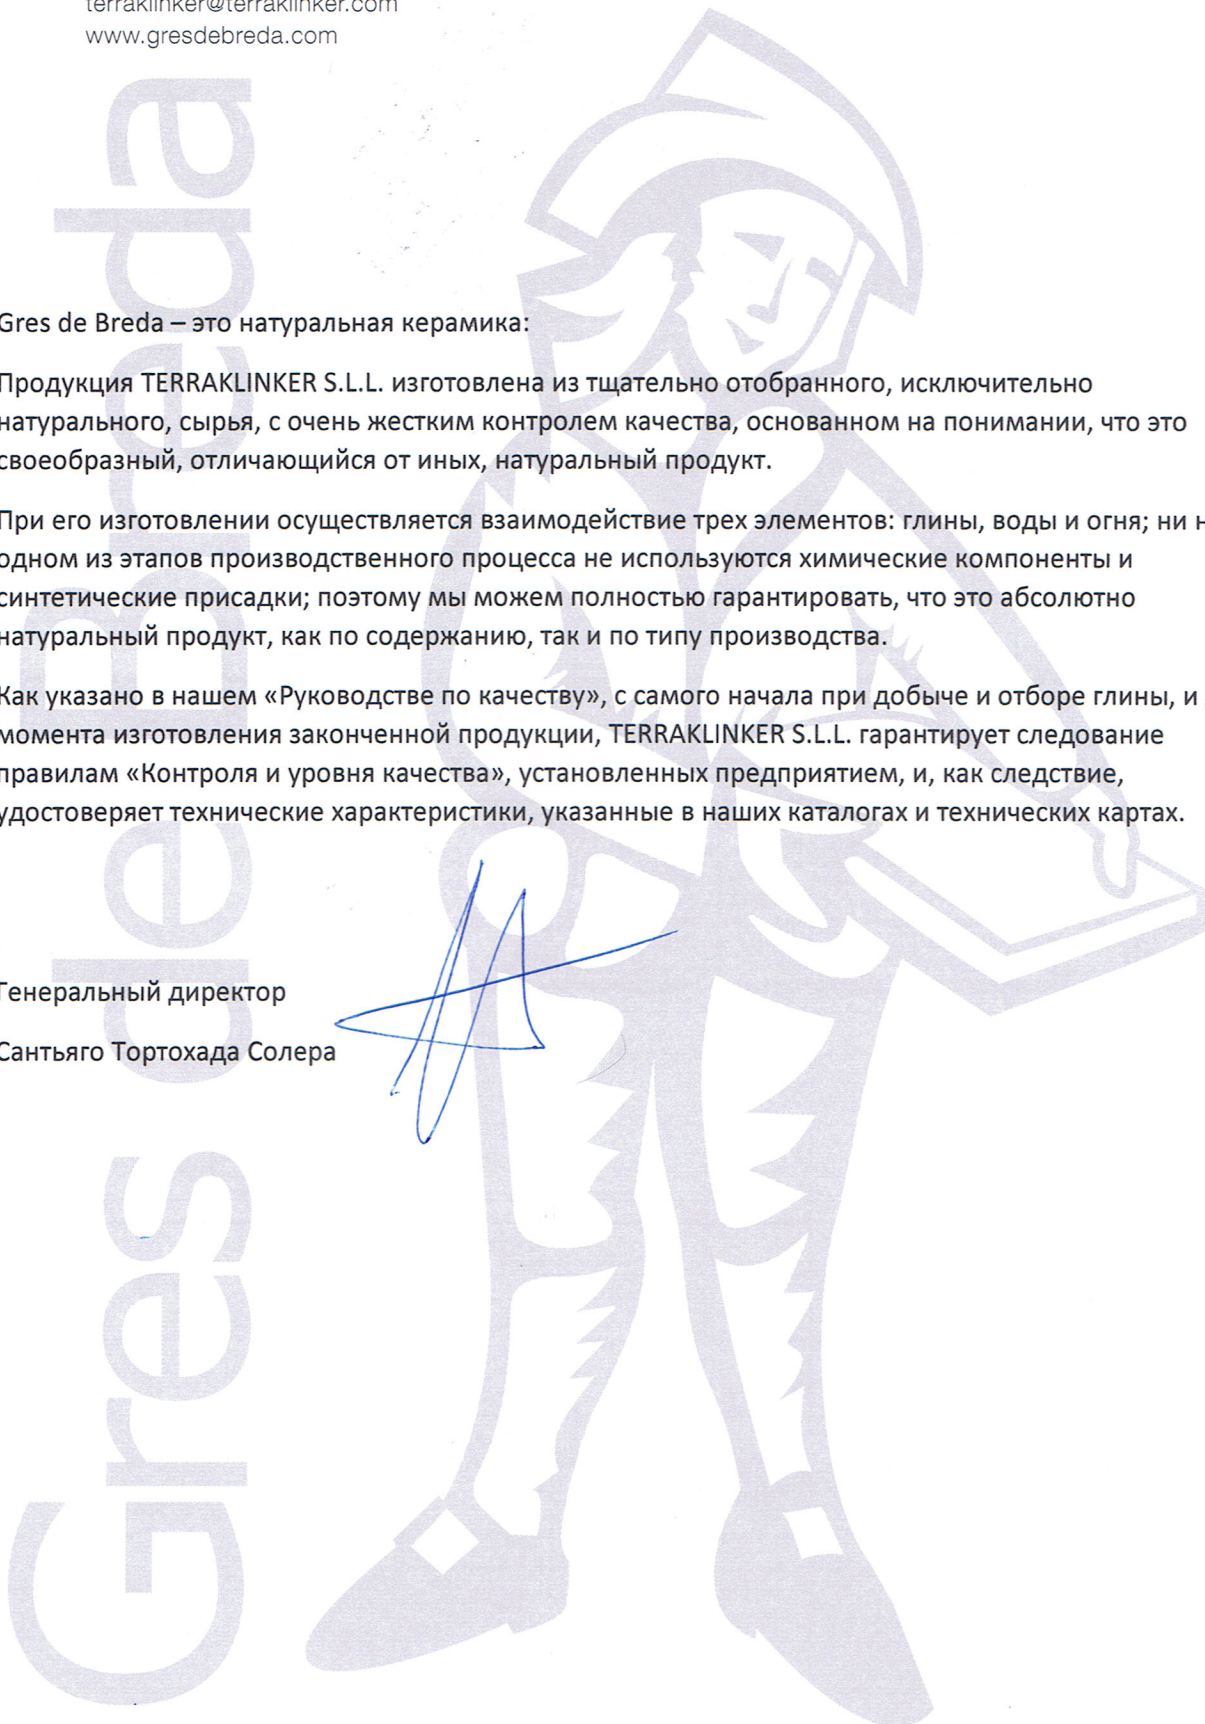 terraklinker@terraklinker.com
www.gresdebreda.com
Gres de Breda
Gres de Breda – это натуральная керамика:
Продукция TERRAKLINKER S.L.L. изготовлена из тщательно отобранного, исключительно
натурального, сырья, с очень жестким контролем качества, основанном на понимании, что это
своеобразный, отличающийся от иных, натуральный продукт.
При его изготовлении осуществляется взаимодействие трех элементов: глины, воды и огня; ни
одном из этапов производственного процесса не используются химические компоненты и
синтетические присадки; поэтому мы можем полностью гарантировать, что это абсолютно
натуральный продукт, как по содержанию, так и по типу производства.
Как указано в нашем «Руководстве по качеству», с самого начала при добыче и отборе глины, и
момента изготовления законченной продукции, TERRAKLINKER S.L.L. гарантирует следование
правилам «Контроля и уровня качества», установленных предприятием, и, как следствие,
удостоверяет технические характеристики, указанные в наших каталогах и технических картах.
Генеральный директор
Сантьяго Тортохада Солера